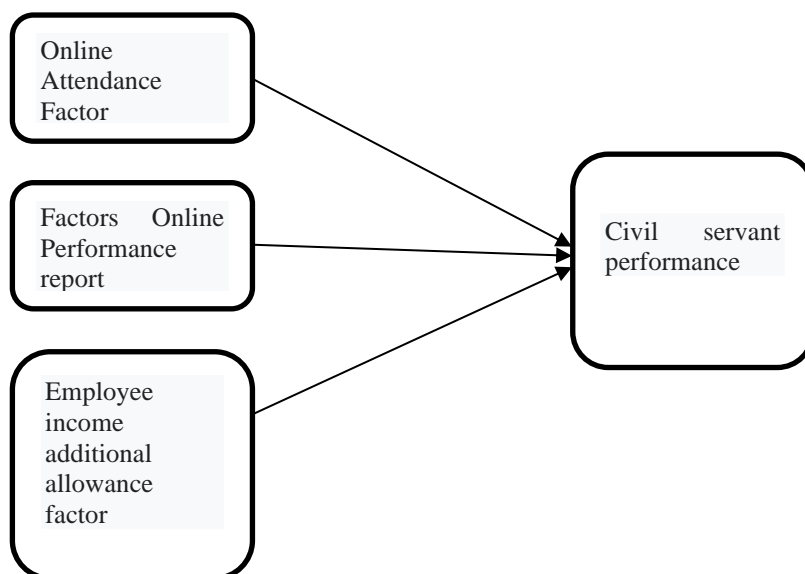 Online
Attendance
Factor
Factors Online
Performance
report
Civil servant
performance
Employee
income
additional
allowance
factor